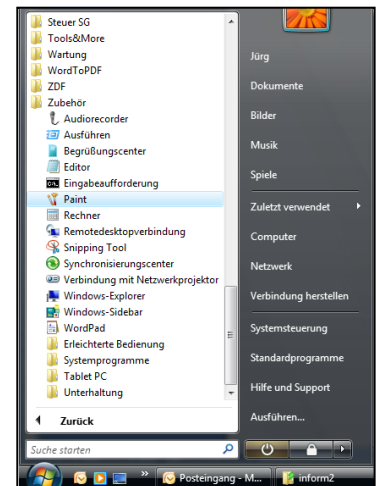 Steuer SG
Tools&More
Wartung
WordToPDF
ZDF
Zubehör
Audiorecorder
Ausführen
Begrüßungscenter
Editor
Eingabeaufforderung
Paint
Rechner
Remotedesktopverbindung
Snipping Tool
Synchronisierungscenter
Verbindung mit Netzwerkprojektor
Windows-Explorer
Windows-Sidebar
WordPad
Erleichterte Bedienung
Systemprogramme
Tablet PC
Unterhaltung
Zurück
Suche starten
Jürg
Dokumente
Bilder
Musik
Spiele
Zuletzt verwendet
Computer
Netzwerk
Verbindung herstellen
Systemsteuerung
Standardprogramme
Hilfe und Support
Ausführen...
Posteingang - M...
inform2